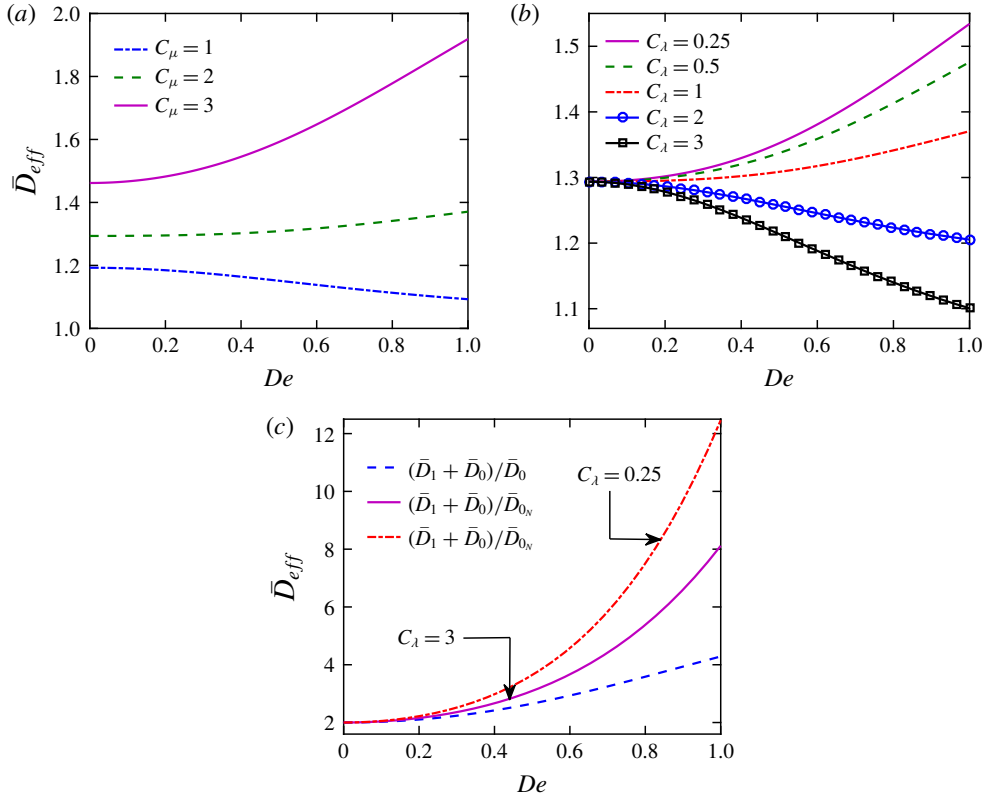 (a)
2.0
1.8
1.6
1.4
1.2
1.0
D̄_eff
C_μ = 1
C_μ = 2
C_μ = 3
0 0.2 0.4 0.6 0.8 1.0
De
(b)
1.5
1.4
1.3
1.2
1.1
C_λ = 0.25
C_λ = 0.5
C_λ = 1
C_λ = 2
C_λ = 3
0 0.2 0.4 0.6 0.8 1.0
De
(c)
12
10
8
6
4
2
D̄_eff
(D̄_1 + D̄_0)/D̄_0
(D̄_1 + D̄_0)/D̄_0_N
(D̄_1 + D̄_0)/D̄_0_N
C_λ = 0.25
C_λ = 3
0 0.2 0.4 0.6 0.8 1.0
De